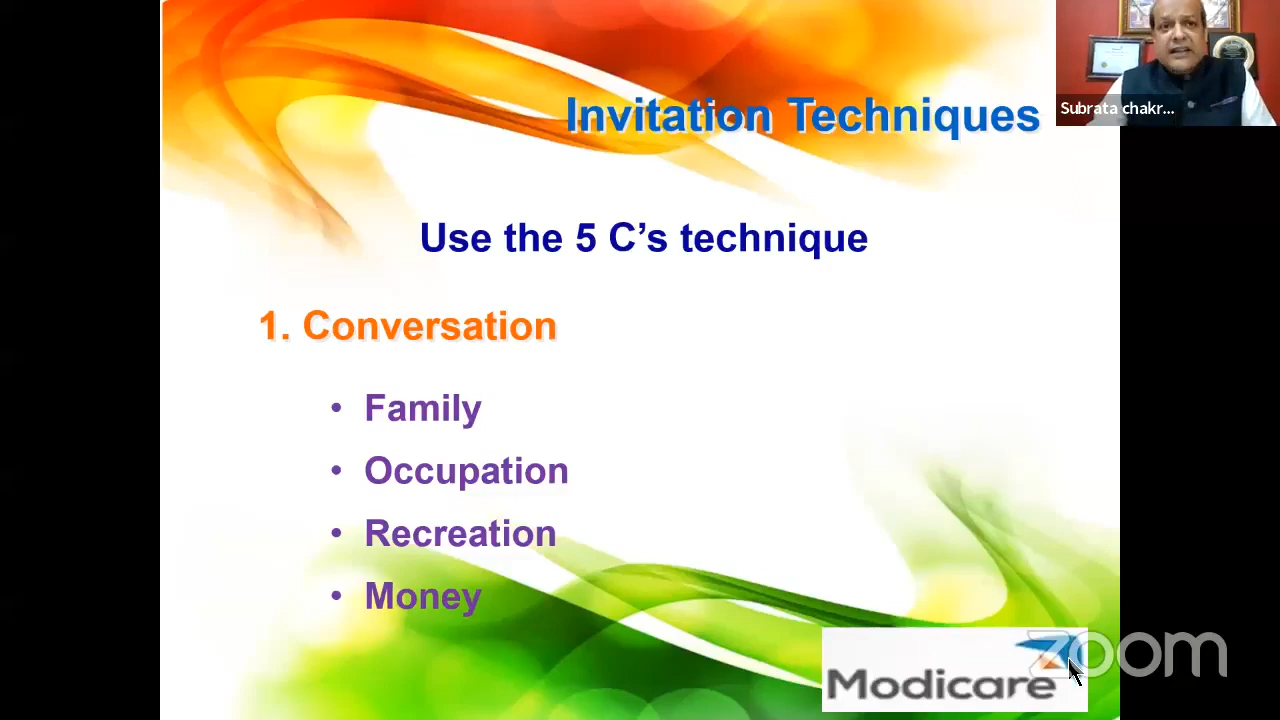 Invitation Techniques
Subrata chakr...
Use the 5 C's technique
1. Conversation
• Family
• Occupation
• Recreation
• Money
Modicare
zoom